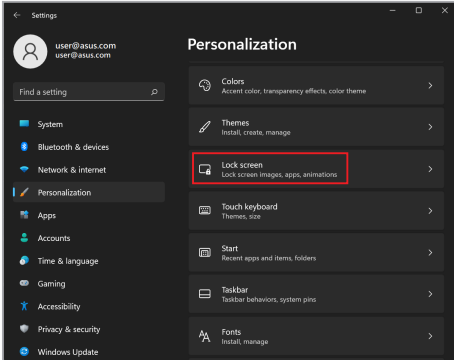 Settings
user@asus.com
user@asus.com
Find a setting
System
Bluetooth & devices
Network & internet
Personalization
Apps
Accounts
Time & language
Gaming
Accessibility
Privacy & security
Windows Update
Personalization
Colors
Accent color, transparency effects, color theme
Themes
Install, create, manage
Lock screen
Lock screen images, apps, animations
Touch keyboard
Themes, size
Start
Recent apps and items, folders
Taskbar
Taskbar behaviors, system pins
Fonts
Install, manage